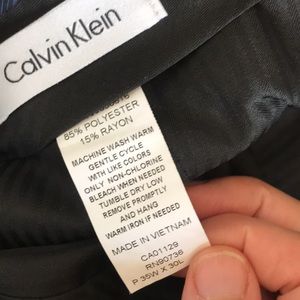 Calvin Klein
85% POLYESTER
15% RAYON
MACHINE WASH WARM
GENTLE CYCLE
WITH LIKE COLORS
ONLY NON-CHLORINE
BLEACH WHEN NEEDED
TUMBLE DRY LOW
REMOVE PROMPTLY
AND HANG
WARM IRON IF NEEDED
MADE IN VIETNAM
CA01129
RN90736
P 35W X 30L